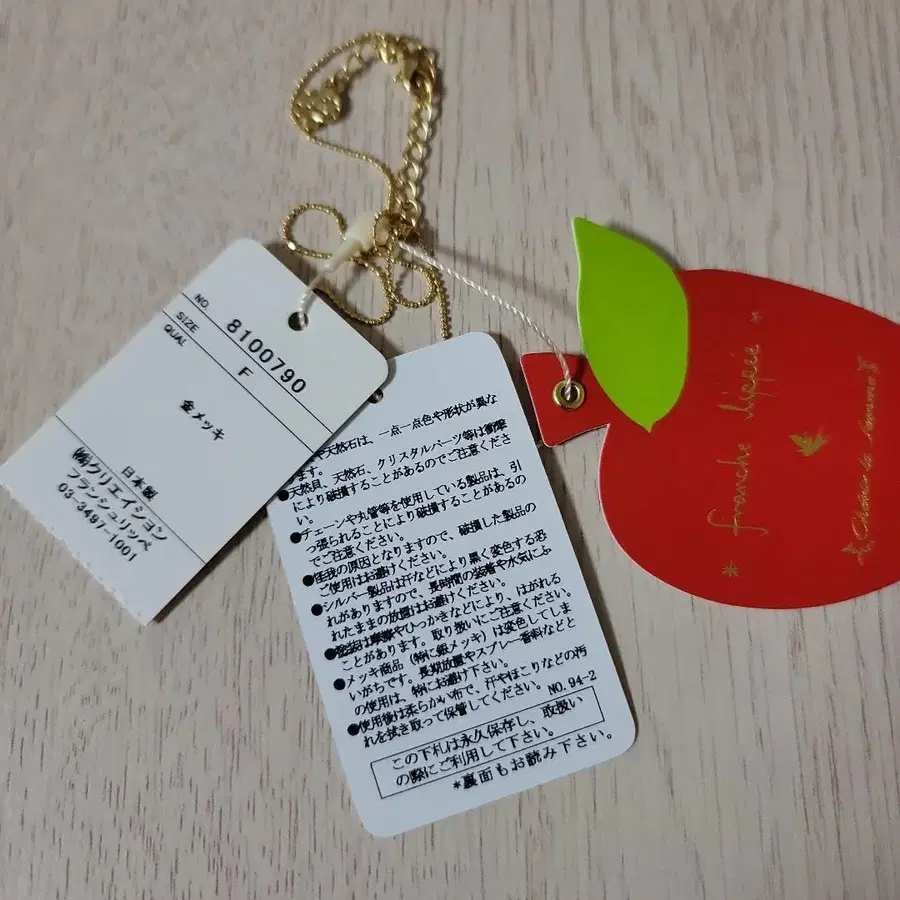 NO. 8100790
SIZE F
QUAL
金メッキ
日本製
㈱クリエイション
フランシュリッペ
03-3497-1001
や天然石は、一点一点色や形状が異な
ます。
●天然貝、天然石、クリスタルパーツ等は衝撃
により破損することがあるのでご注意くださ
い。
●チェーンや丸管等を使用している製品は、引
っ張られることにより破損することがあるの
でご注意ください。
●怪我の原因となりますので、破損した製品の
ご使用はお避けください。
●シルバー製品は汗などにより黒く変色する恐
れがありますので、長時間の装着や水気にふ
れたままの放置はお避けください。
●塗装は摩擦やひっかきなどにより、はがれる
ことがあります。取り扱いにご注意ください。
●メッキ商品(特に銀メッキ)は変色してしま
いがちです。長期放置やスプレー香料などと
の使用は、特にお避け下さい。
●使用後は柔らかい布で、汗やほこりなどの汚
れを拭き取って保管してください。 NO.94-2
この下札は永久保存し、取扱い
の際にご利用して下さい。
*裏面もお読み下さい。
franche lippée